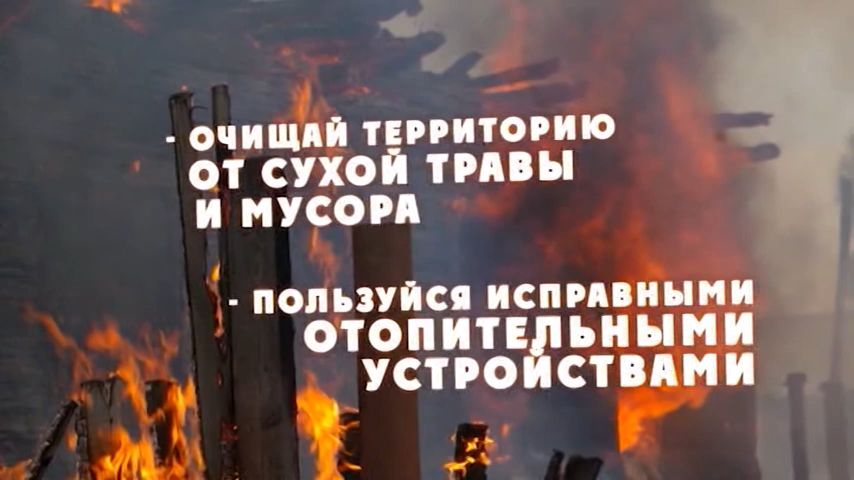 - ОЧИЩАЙ ТЕРРИТОРИЮ
ОТ СУХОЙ ТРАВЫ
И МУСОРА
- ПОЛЬЗУЙСЯ ИСПРАВНЫМИ
ОТОПИТЕЛЬНЫМИ
УСТРОЙСТВАМИ